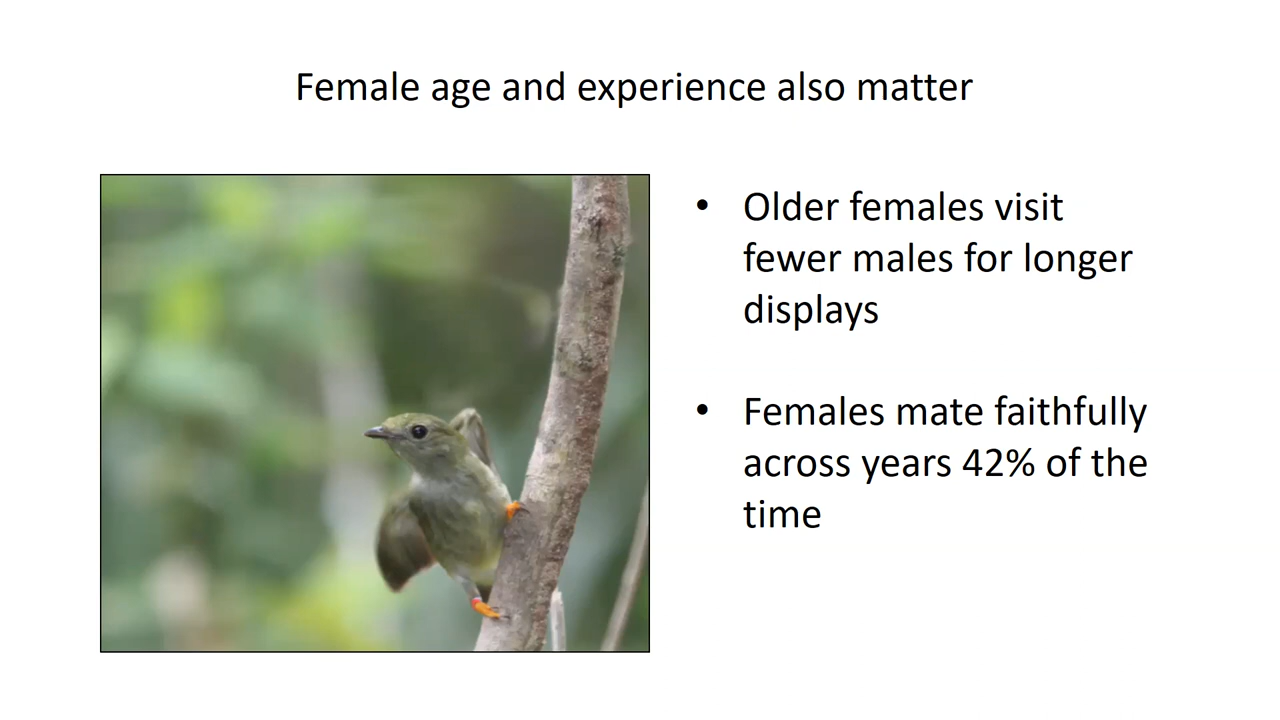 Female age and experience also matter
• Older females visit
fewer males for longer
displays
• Females mate faithfully
across years 42% of the
time